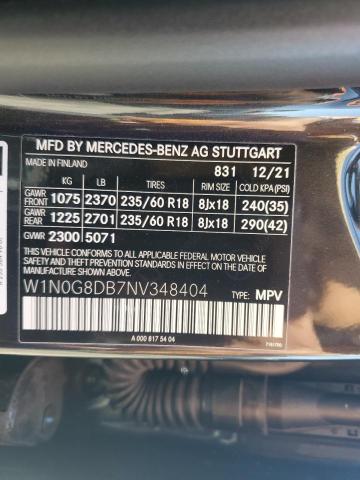 MFD BY MERCEDES-BENZ AG STUTTGART
MADE IN FINLAND 831 12/21
KG LB TIRES RIM SIZE COLD KPA(PSI)
GAWR FRONT 1075 2370 235/60 R18 8Jx18 240(35)
GAWR REAR 1225 2701 235/60 R18 8Jx18 290(42)
GVWR 2300 5071
THIS VEHICLE CONFORMS TO ALL APPLICABLE FEDERAL MOTOR VEHICLE
SAFETY, BUMPER, AND THEFT PREVENTION STANDARDS IN EFFECT ON THE
DATE OF MANUFACTURE SHOWN ABOVE.
W1N0G8DB7NV348404 TYPE: MPV
A 000 817 54 04